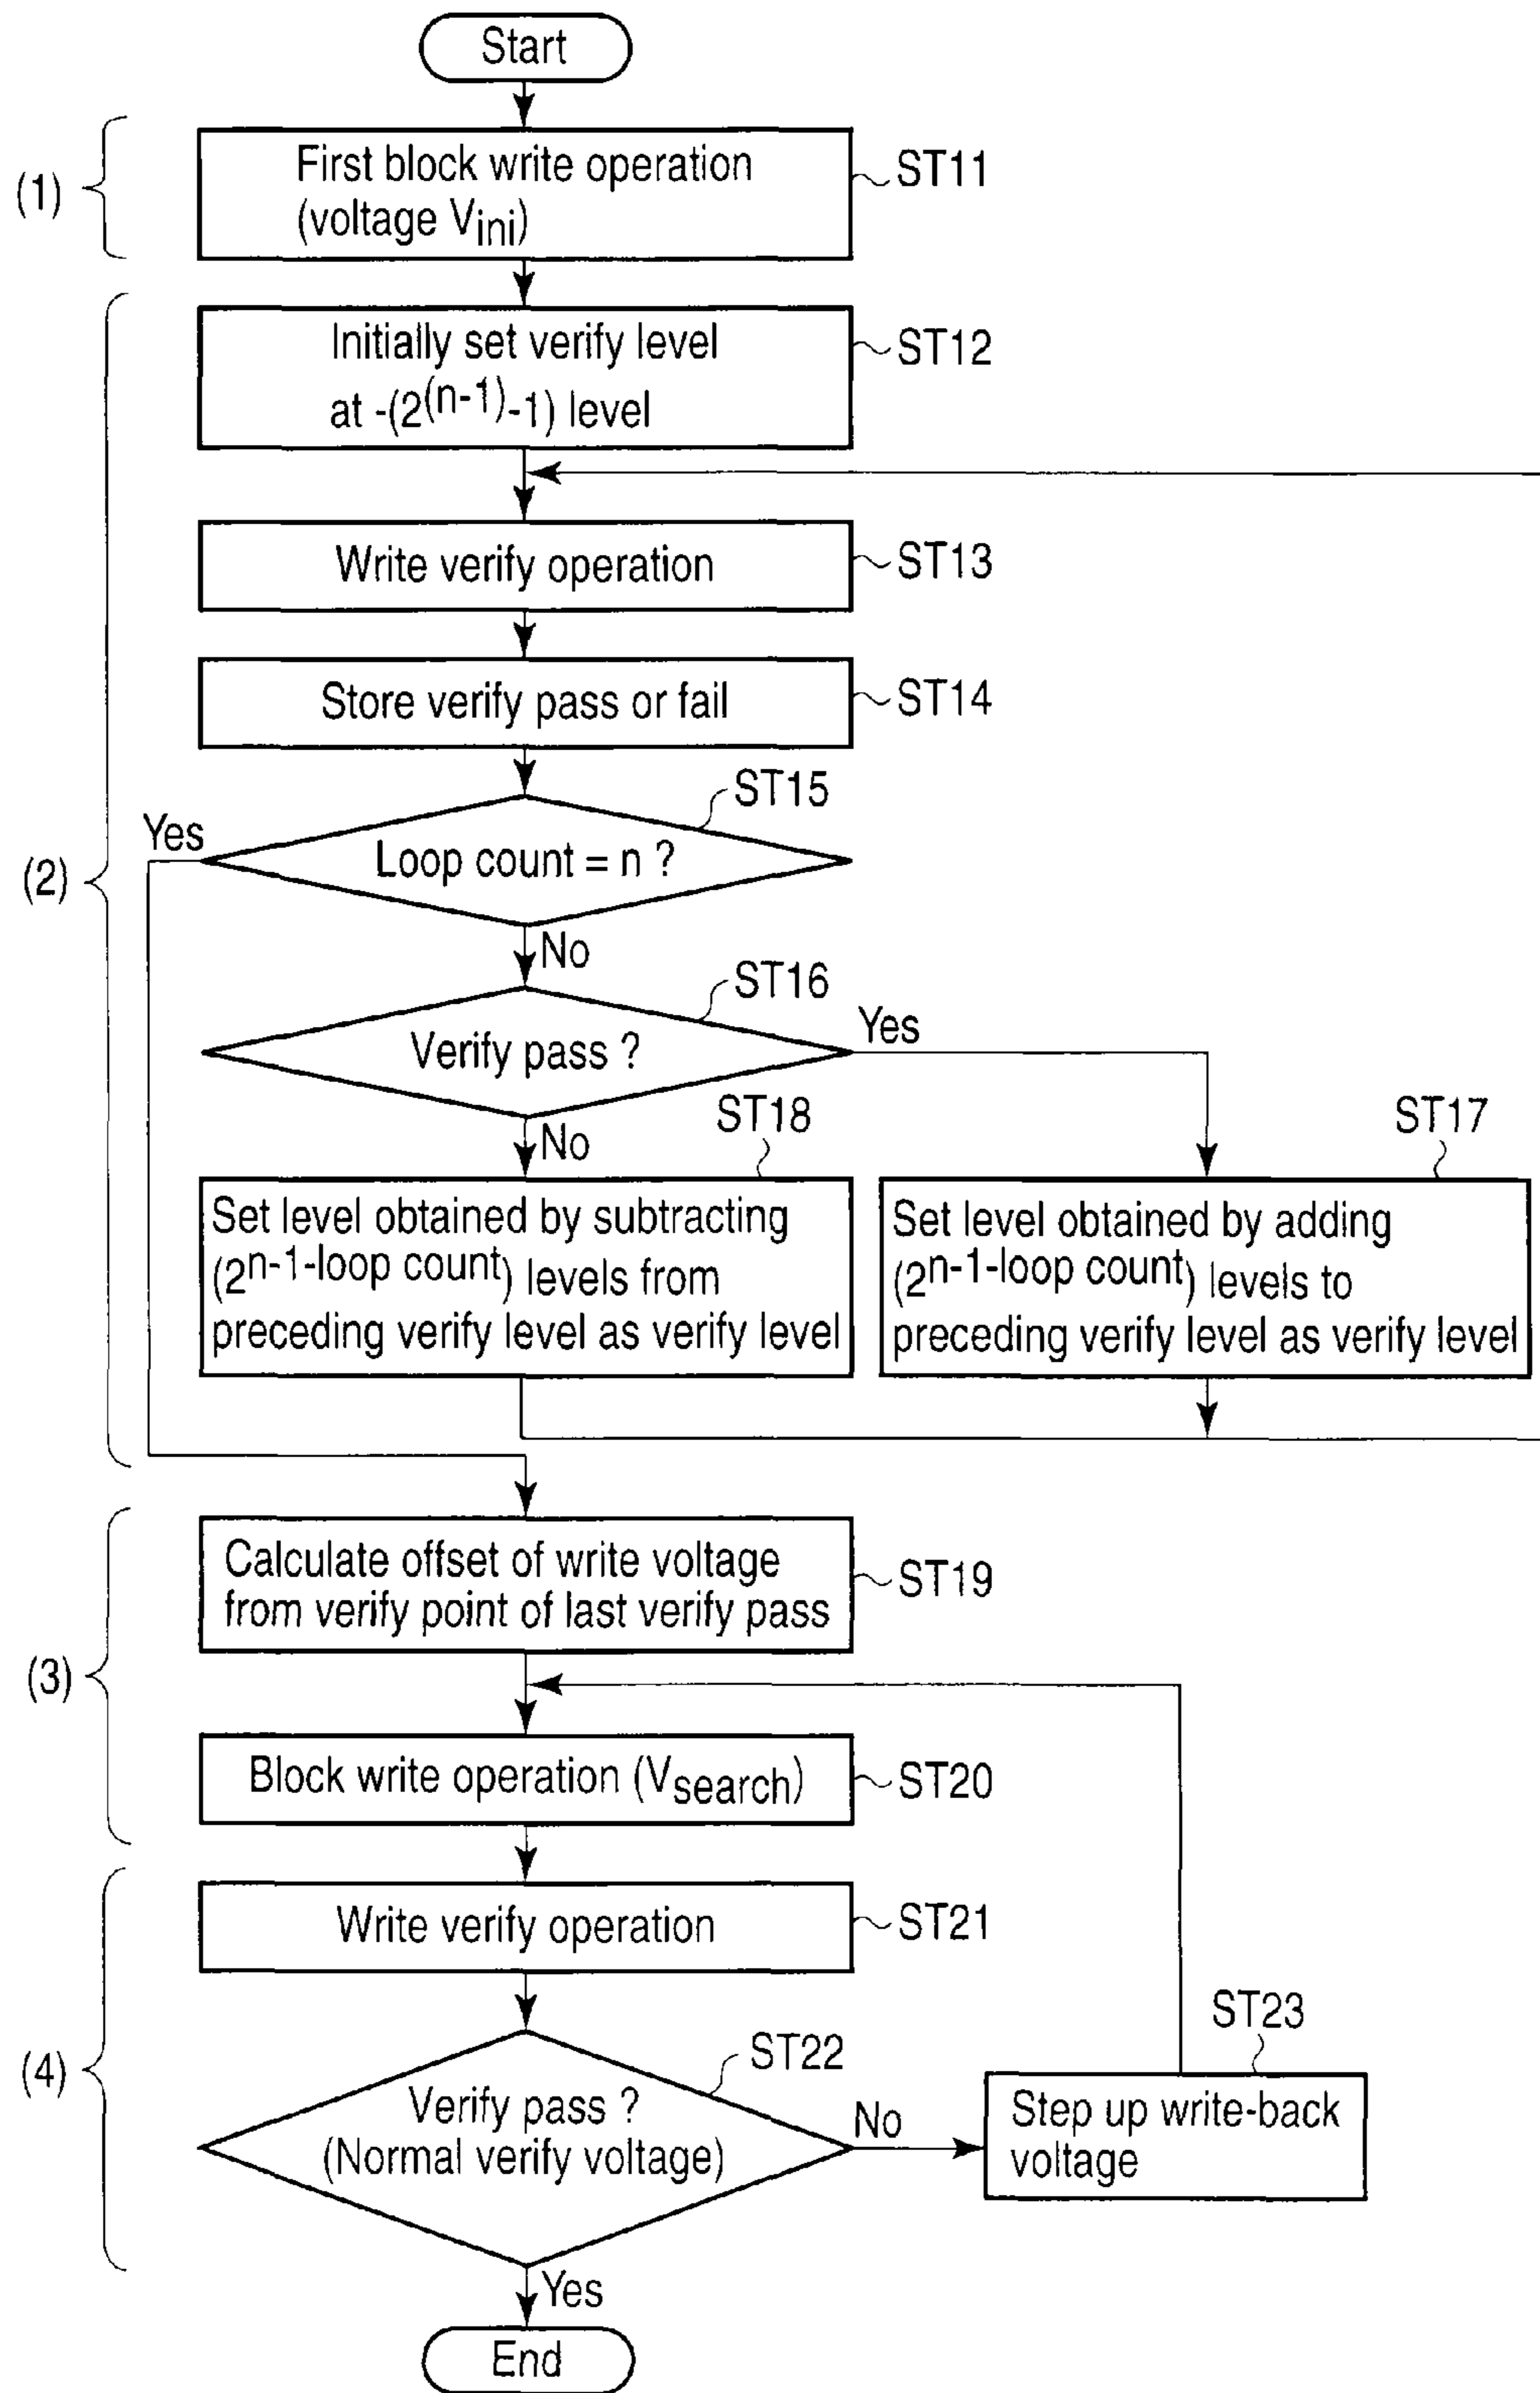 Start
(1)
First block write operation
(voltage Vini)
ST11
(2)
Initially set verify level
at -(2(n-1)-1) level
ST12
Write verify operation
ST13
Store verify pass or fail
ST14
ST15
Yes
Loop count = n ?
No
ST16
Verify pass ?
Yes
No
ST18
ST17
Set level obtained by subtracting
(2n-1-loop count) levels from
preceding verify level as verify level
Set level obtained by adding
(2n-1-loop count) levels to
preceding verify level as verify level
(3)
Calculate offset of write voltage
from verify point of last verify pass
ST19
Block write operation (Vsearch)
ST20
(4)
Write verify operation
ST21
ST22
Verify pass ?
(Normal verify voltage)
No
ST23
Step up write-back
voltage
Yes
End